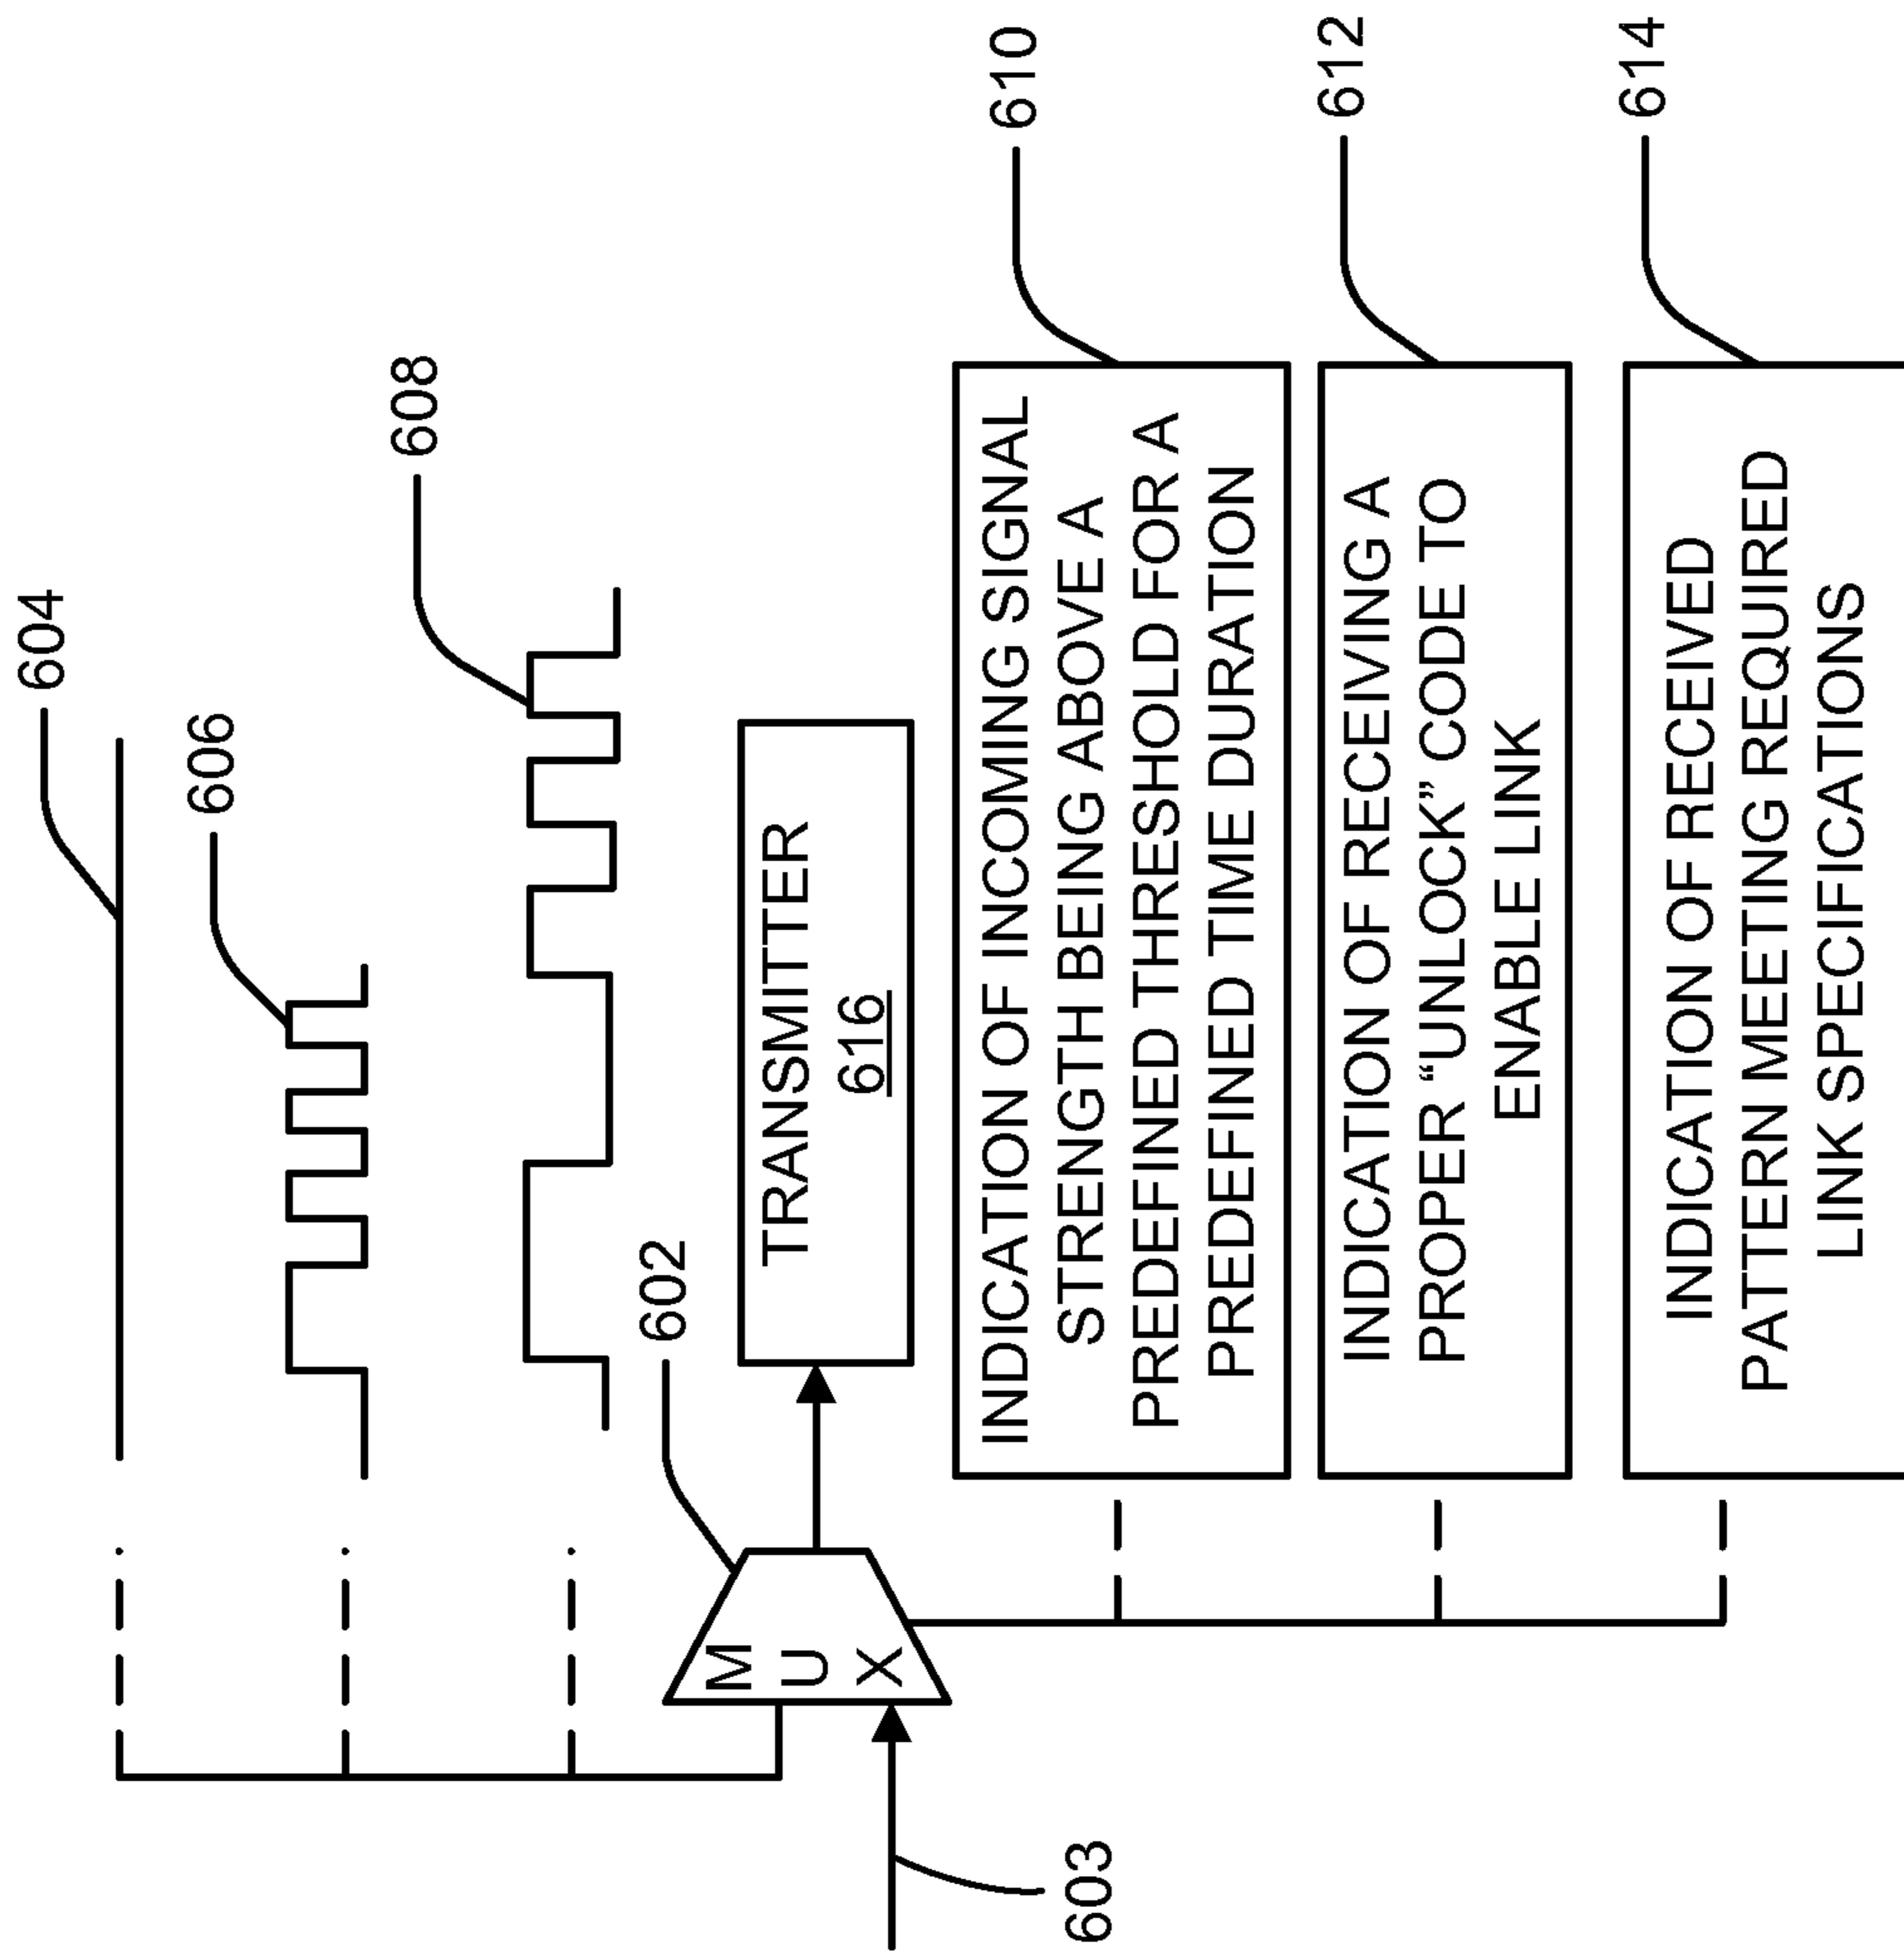 604
606
608
602
M
U
X
603
TRANSMITTER
616
INDICATION OF INCOMING SIGNAL
STRENGTH BEING ABOVE A
PREDEFINED THRESHOLD FOR A
PREDEFINED TIME DURATION
610
INDICATION OF RECEIVING A
PROPER “UNLOCK” CODE TO
ENABLE LINK
612
INDICATION OF RECEIVED
PATTERN MEETING REQUIRED
LINK SPECIFICATIONS
614